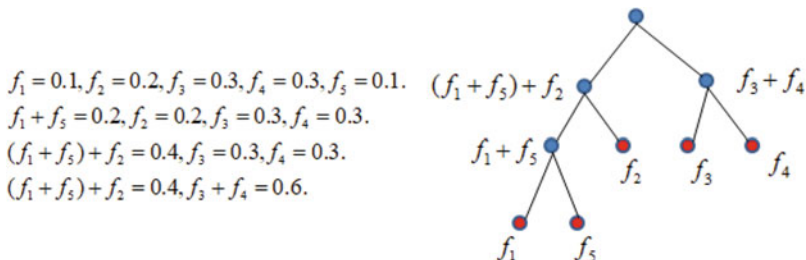 f₁ = 0.1, f₂ = 0.2, f₃ = 0.3, f₄ = 0.3, f₅ = 0.1.
f₁ + f₅ = 0.2, f₂ = 0.2, f₃ = 0.3, f₄ = 0.3.
(f₁ + f₅) + f₂ = 0.4, f₃ = 0.3, f₄ = 0.3.
(f₁ + f₅) + f₂ = 0.4, f₃ + f₄ = 0.6.
(f₁ + f₅) + f₂
f₃ + f₄
f₁ + f₅
f₂
f₃
f₄
f₁
f₅